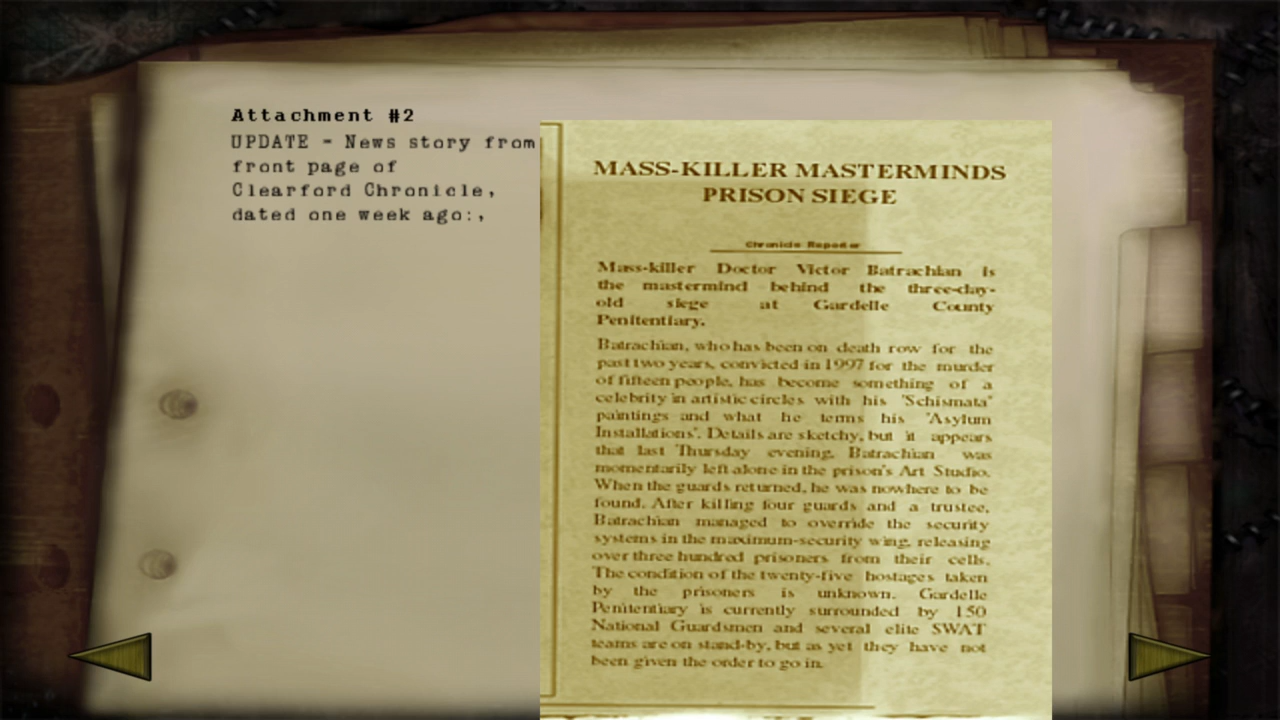 Attachment #2
UPDATE - News story from
front page of
Clearford Chronicle,
dated one week ago:,
MASS-KILLER MASTERMINDS
PRISON SIEGE
Chronicle Reporter
Mass-killer Doctor Victor Batrachian is
the mastermind behind the three-day-
old siege at Gardelle County
Penitentiary.
Batrachian, who has been on death row for the
past two years, convicted in 1997 for the murder
of fifteen people, has become something of a
celebrity in artistic circles with his 'Schismata'
paintings and what he terms his 'Asylum
Installations'. Details are sketchy, but it appears
that last Thursday evening, Batrachian was
momentarily left alone in the prison's Art Studio.
When the guards returned, he was nowhere to be
found. After killing four guards and a trustee,
Batrachian managed to override the security
systems in the maximum-security wing, releasing
over three hundred prisoners from their cells.
The condition of the twenty-five hostages taken
by the prisoners is unknown. Gardelle
Penitentiary is currently surrounded by 150
National Guardsmen and several elite SWAT
teams are on stand-by, but as yet they have not
been given the order to go in.